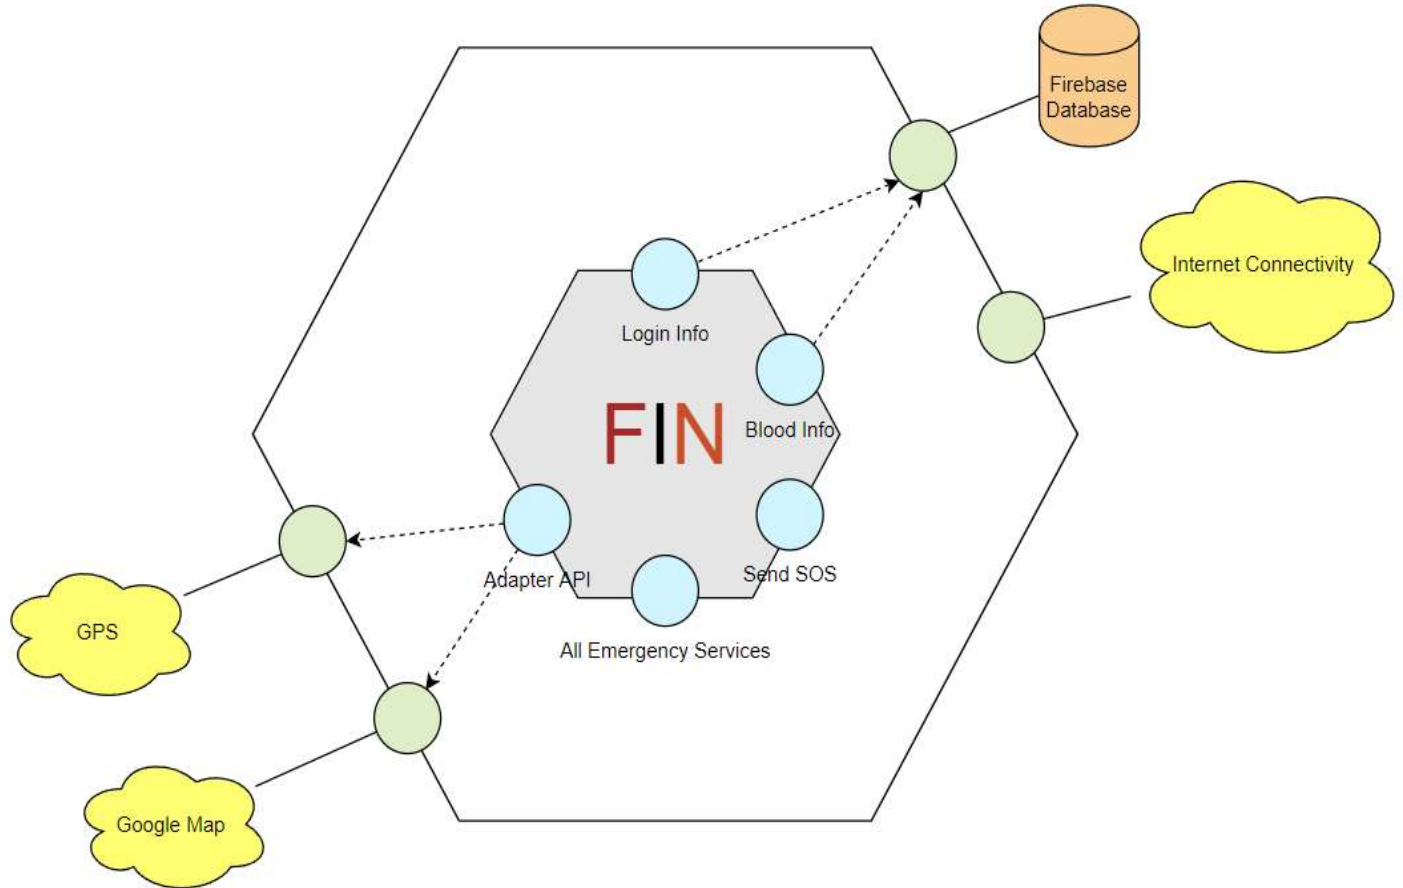 Firebase
Database
Internet Connectivity
Login Info
FIN
Blood Info
Adapter API
Send SOS
GPS
All Emergency Services
Google Map